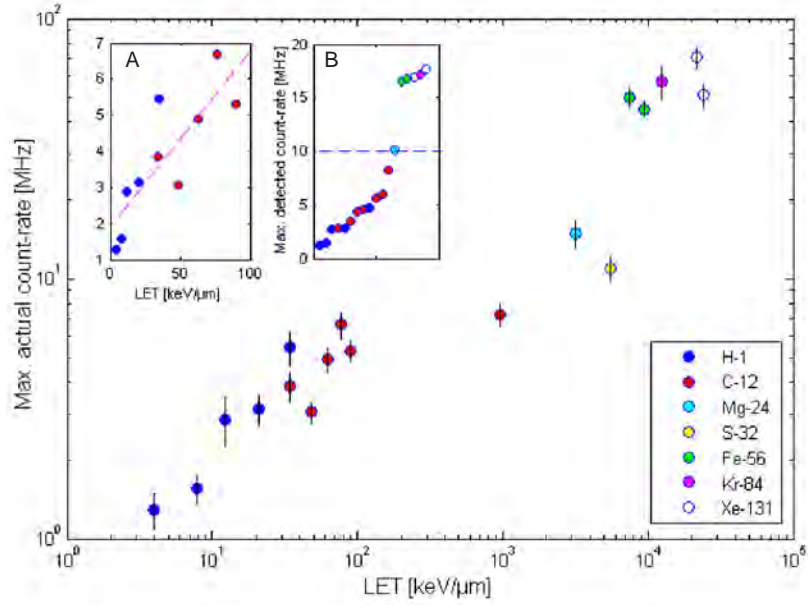 10²
7
6
5
4
3
2
1
A
0
50
100
LET [keV/µm]
20
15
10
5
0
B
Max. detected count-rate [MHz]
10¹
10⁰
Max. actual count-rate [MHz]
H-1
C-12
Mg-24
S-32
Fe-56
Kr-84
Xe-131
10⁰
10¹
10²
10³
10⁴
10⁵
10⁶
LET [keV/µm]